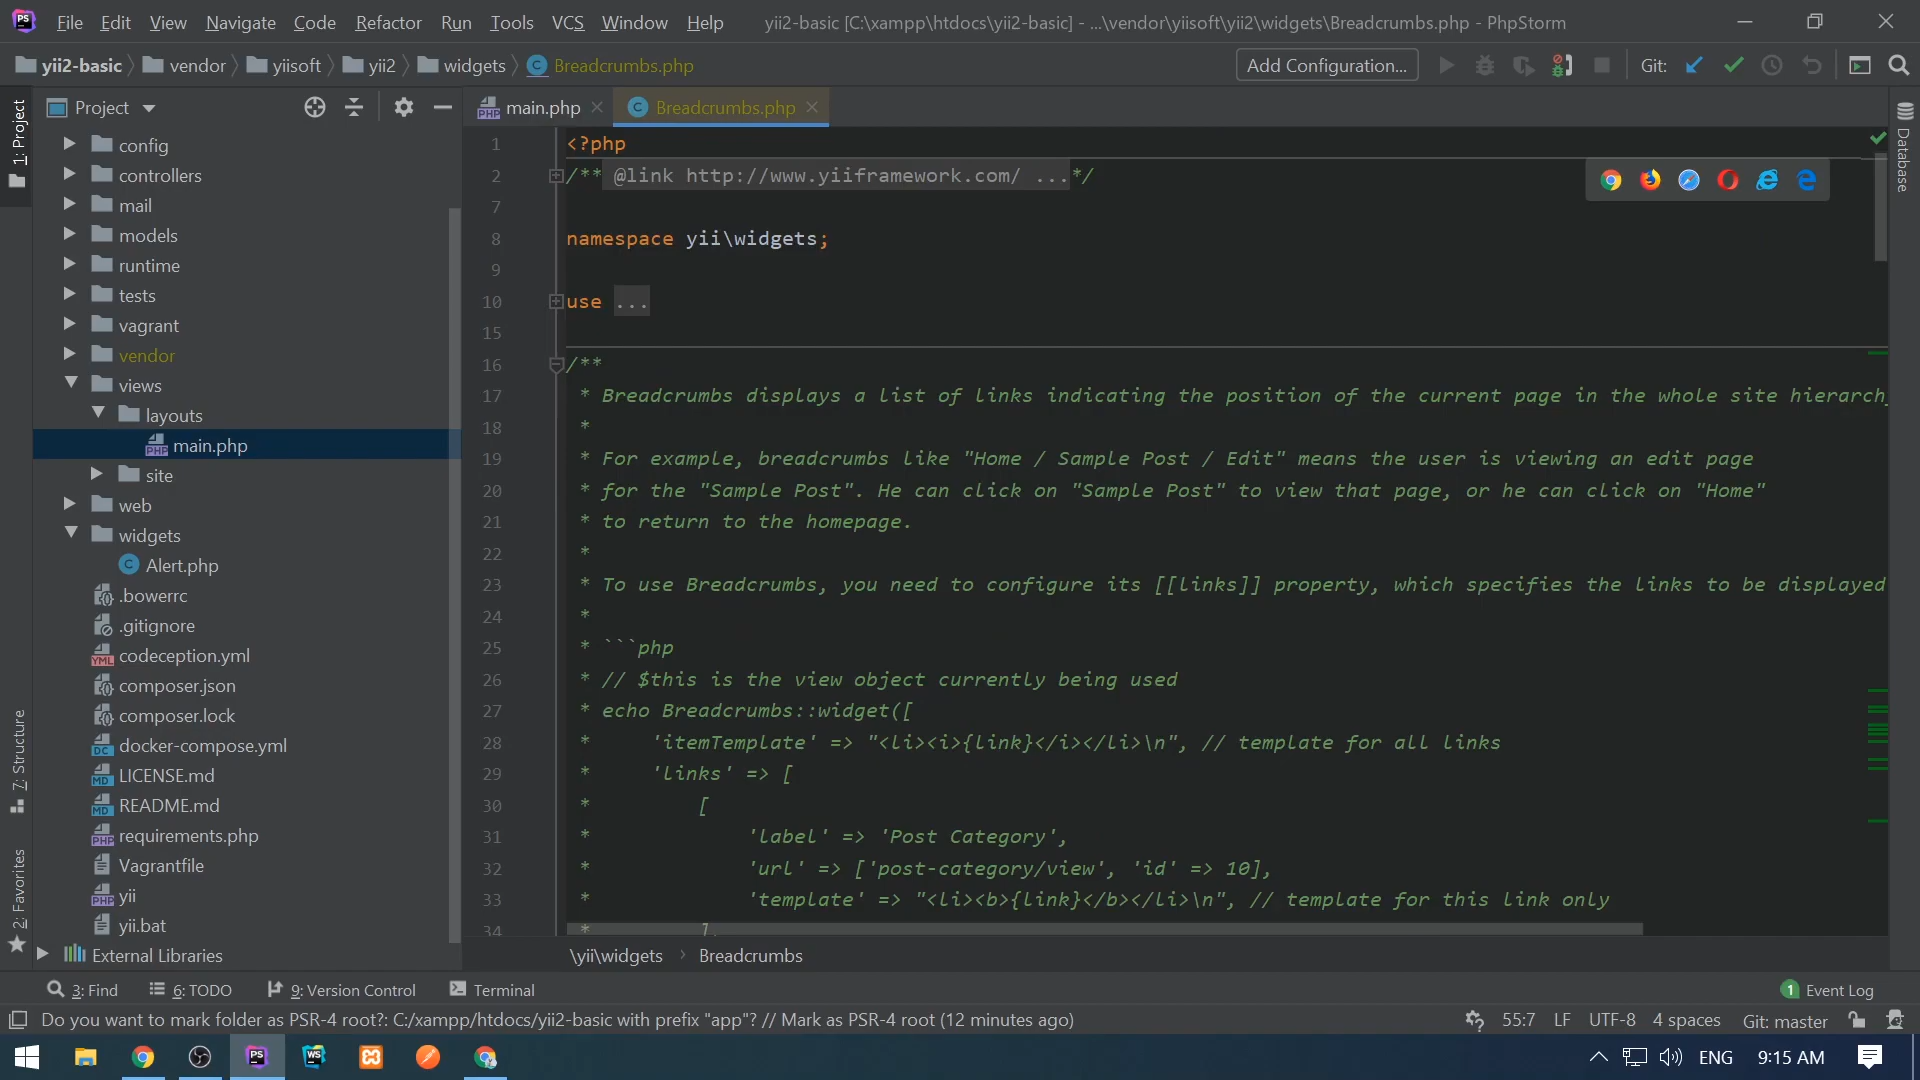 File Edit View Navigate Code Refactor Run Tools VCS Window Help yii2-basic [C:\xampp\htdocs\yii2-basic] - ...\vendor\yiisoft\yii2\widgets\Breadcrumbs.php - PhpStorm
yii2-basic vendor yiisoft yii2 widgets Breadcrumbs.php Add Configuration... Git:
Project main.php Breadcrumbs.php
1: Project
7: Structure
2: Favorites
Database
config
controllers
mail
models
runtime
tests
vagrant
vendor
views
layouts
main.php
site
web
widgets
Alert.php
.bowerrc
.gitignore
codeception.yml
composer.json
composer.lock
docker-compose.yml
LICENSE.md
README.md
requirements.php
Vagrantfile
yii
yii.bat
External Libraries
1 <?php
2 /** @link http://www.yiiframework.com/ ...*/
7
8 namespace yii\widgets;
9
10 use ...
15
16 /**
17 * Breadcrumbs displays a list of links indicating the position of the current page in the whole site hierarch
18 *
19 * For example, breadcrumbs like "Home / Sample Post / Edit" means the user is viewing an edit page
20 * for the "Sample Post". He can click on "Sample Post" to view that page, or he can click on "Home"
21 * to return to the homepage.
22 *
23 * To use Breadcrumbs, you need to configure its [[links]] property, which specifies the links to be displayed
24 *
25 * ```php
26 * // $this is the view object currently being used
27 * echo Breadcrumbs::widget([
28 *     'itemTemplate' => "<li><i>{link}</i></li>\n", // template for all links
29 *     'links' => [
30 *         [
31 *             'label' => 'Post Category',
32 *             'url' => ['post-category/view', 'id' => 10],
33 *             'template' => "<li><b>{link}</b></li>\n", // template for this link only
34 *         ],
\yii\widgets › Breadcrumbs
3: Find 6: TODO 9: Version Control Terminal 1 Event Log
Do you want to mark folder as PSR-4 root?: C:/xampp/htdocs/yii2-basic with prefix "app"? // Mark as PSR-4 root (12 minutes ago) 55:7 LF UTF-8 4 spaces Git: master
PS WS ENG 9:15 AM